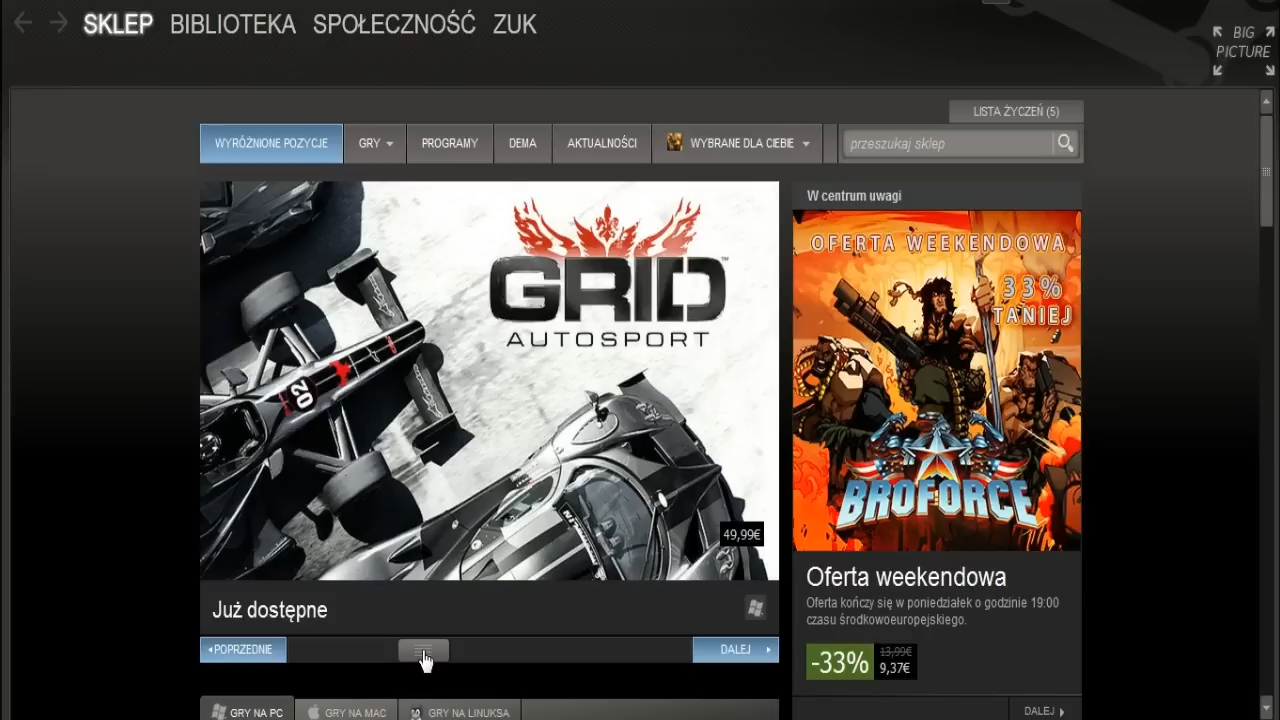 SKLEP BIBLIOTEKA SPOŁECZNOŚĆ ZUK
BIG
PICTURE
LISTA ŻYCZEŃ (5)
WYRÓŻNIONE POZYCJE GRY PROGRAMY DEMA AKTUALNOŚCI WYBRANE DLA CIEBIE przeszukaj sklep
GRID
AUTOSPORT
02
49,99€
Już dostępne
POPRZEDNIE DALEJ
W centrum uwagi
OFERTA WEEKENDOWA
33%
TANIEJ
BROFORCE
Oferta weekendowa
Oferta kończy się w poniedziałek o godzinie 19:00
czasu środkowoeuropejskiego.
-33% 13,99€
9,37€
GRY NA PC GRY NA MAC GRY NA LINUKSA
DALEJ